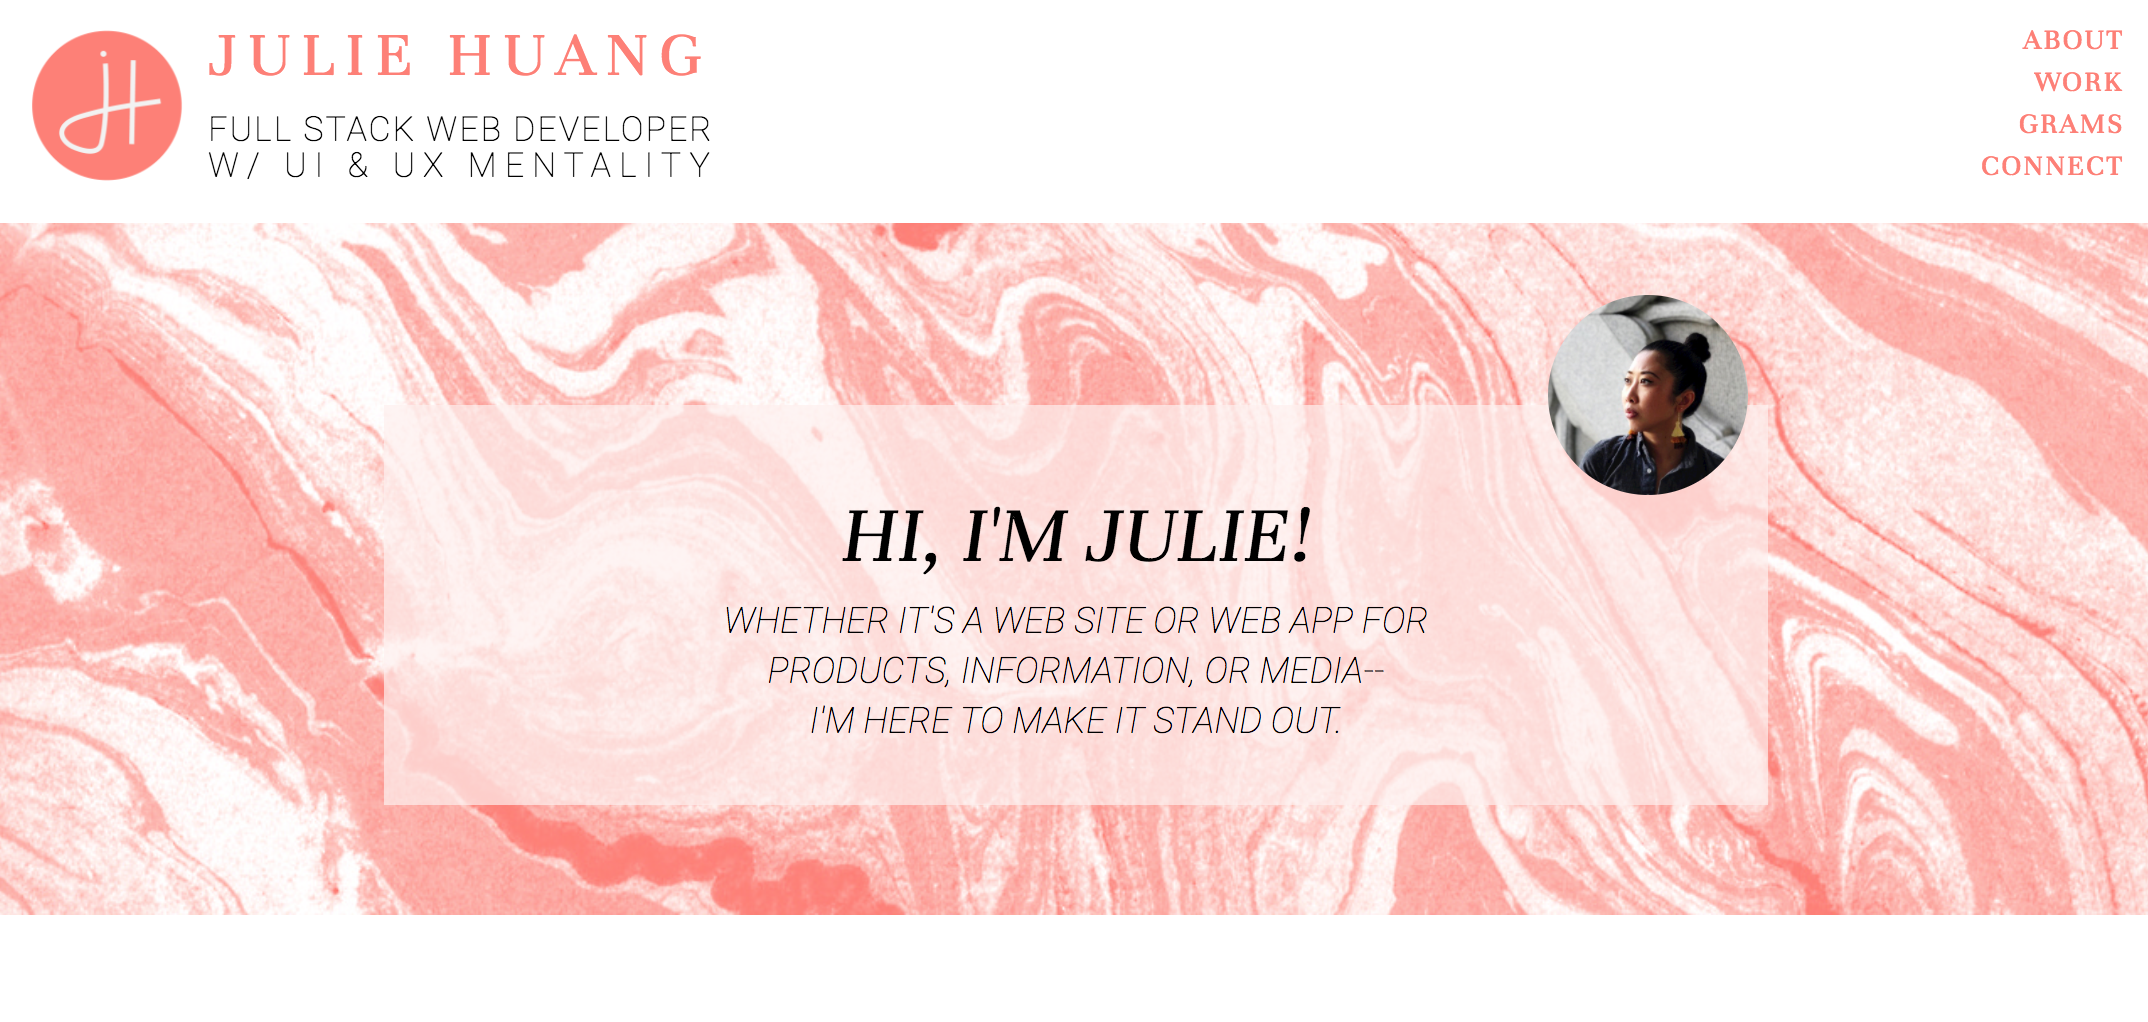 jH
JULIE HUANG
FULL STACK WEB DEVELOPER
W/ UI & UX MENTALITY
ABOUT
WORK
GRAMS
CONNECT
HI, I'M JULIE!
WHETHER IT'S A WEB SITE OR WEB APP FOR
PRODUCTS, INFORMATION, OR MEDIA--
I'M HERE TO MAKE IT STAND OUT.